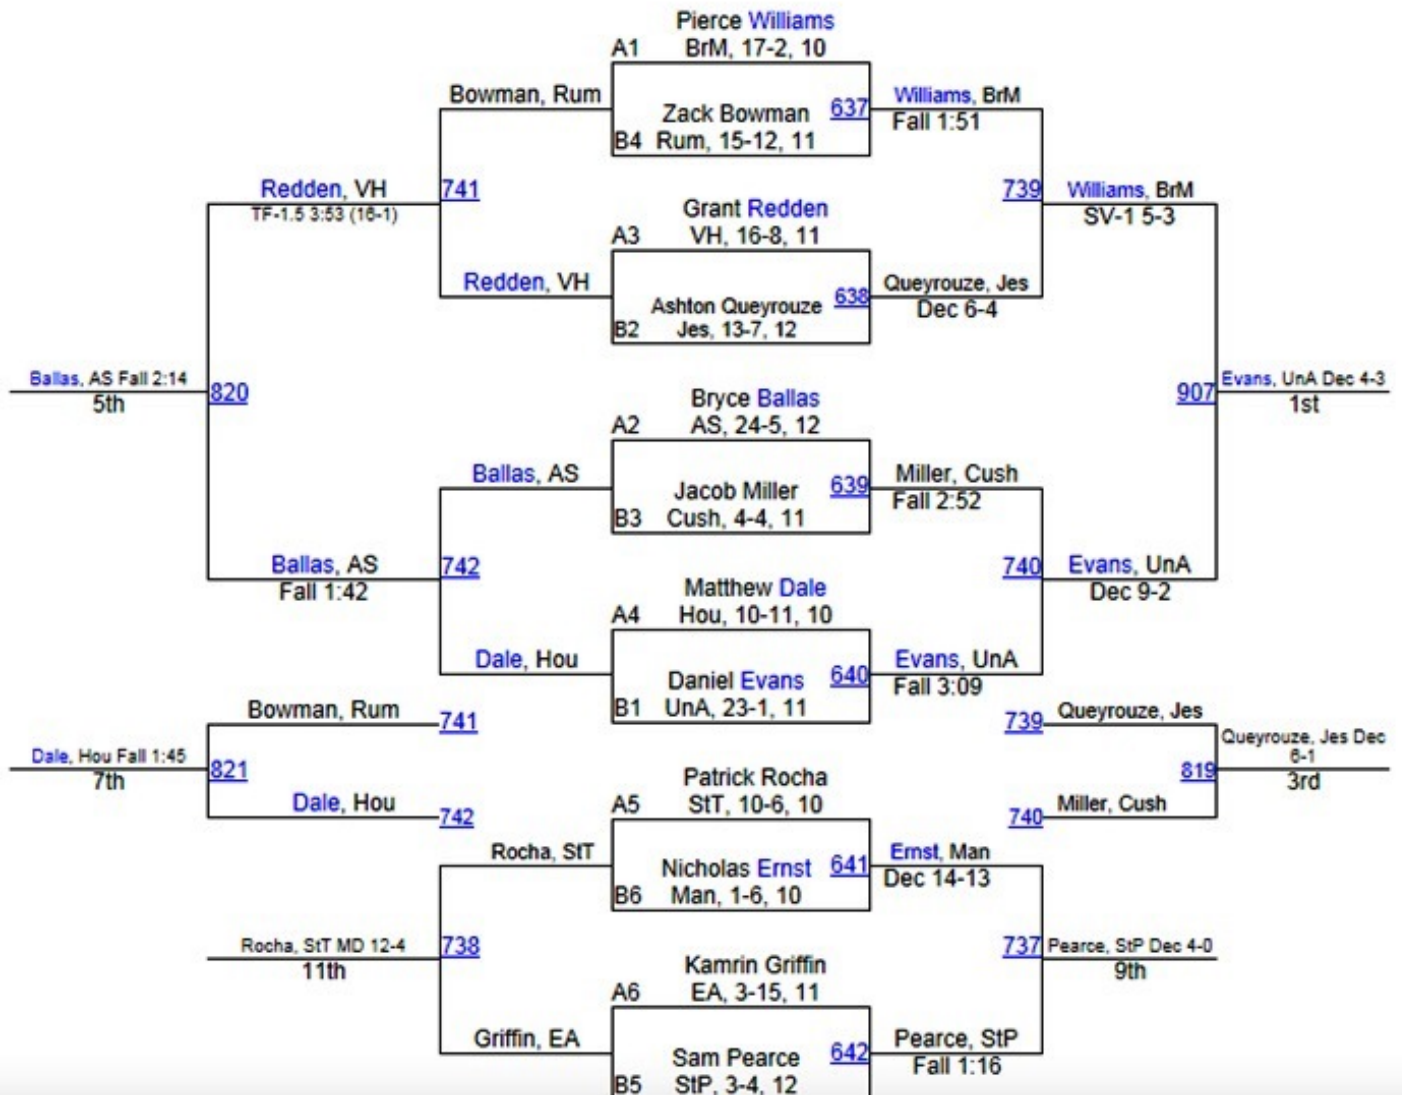 Pierce Williams
A1 BrM, 17-2, 10
Bowman, Rum
Zack Bowman 637
B4 Rum, 15-12, 11
Williams, BrM
Fall 1:51
Redden, VH 741
TF-1.5 3:53 (16-1)
739 Williams, BrM
SV-1 5-3
Grant Redden
A3 VH, 16-8, 11
Redden, VH
Ashton Queyrouze 638
B2 Jes, 13-7, 12
Queyrouze, Jes
Dec 6-4
Ballas, AS Fall 2:14 820
5th
907 Evans, UnA Dec 4-3
1st
Bryce Ballas
A2 AS, 24-5, 12
Ballas, AS
Jacob Miller 639
B3 Cush, 4-4, 11
Miller, Cush
Fall 2:52
Ballas, AS 742
Fall 1:42
740 Evans, UnA
Dec 9-2
Matthew Dale
A4 Hou, 10-11, 10
Dale, Hou
Daniel Evans 640
B1 UnA, 23-1, 11
Evans, UnA
Fall 3:09
Bowman, Rum 741
739 Queyrouze, Jes
Dale, Hou Fall 1:45 821
7th
819 Queyrouze, Jes Dec
6-1
3rd
Dale, Hou 742
740 Miller, Cush
Patrick Rocha
A5 StT, 10-6, 10
Rocha, StT
Nicholas Ernst 641
B6 Man, 1-6, 10
Ernst, Man
Dec 14-13
Rocha, StT MD 12-4 738
11th
737 Pearce, StP Dec 4-0
9th
Kamrin Griffin
A6 EA, 3-15, 11
Griffin, EA
Sam Pearce 642
B5 StP, 3-4, 12
Pearce, StP
Fall 1:16